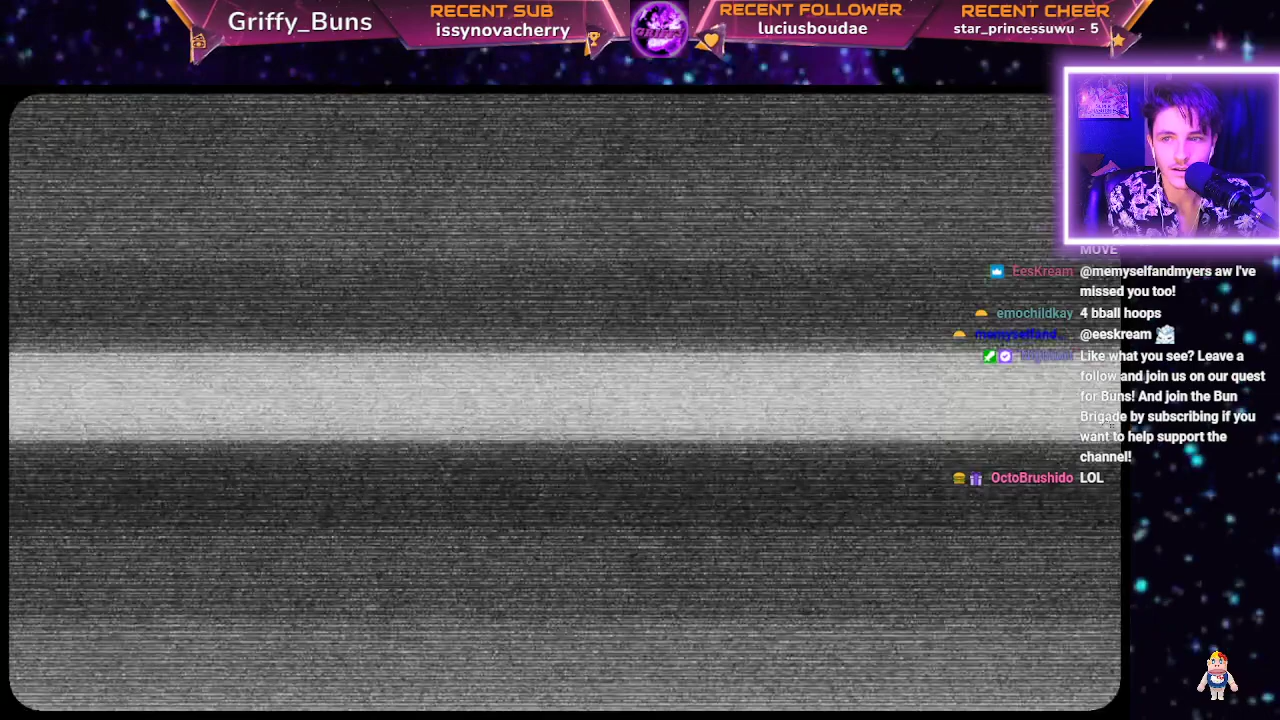 Griffy_Buns
RECENT SUB
issynovacherry
RECENT FOLLOWER
luciusboudae
RECENT CHEER
star_princessuwu - 5
MOVE
EesKream @memyselfandmyers aw I've
missed you too!
emochildkay 4 bball hoops
memyselfand... @eeskream
Like what you see? Leave a
follow and join us on our quest
for Buns! And join the Bun
Brigade by subscribing if you
want to help support the
channel!
OctoBrushido LOL